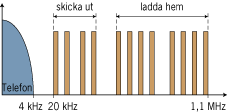 skicka ut ladda hem
Telefon
4 kHz 20 kHz 1,1 MHz